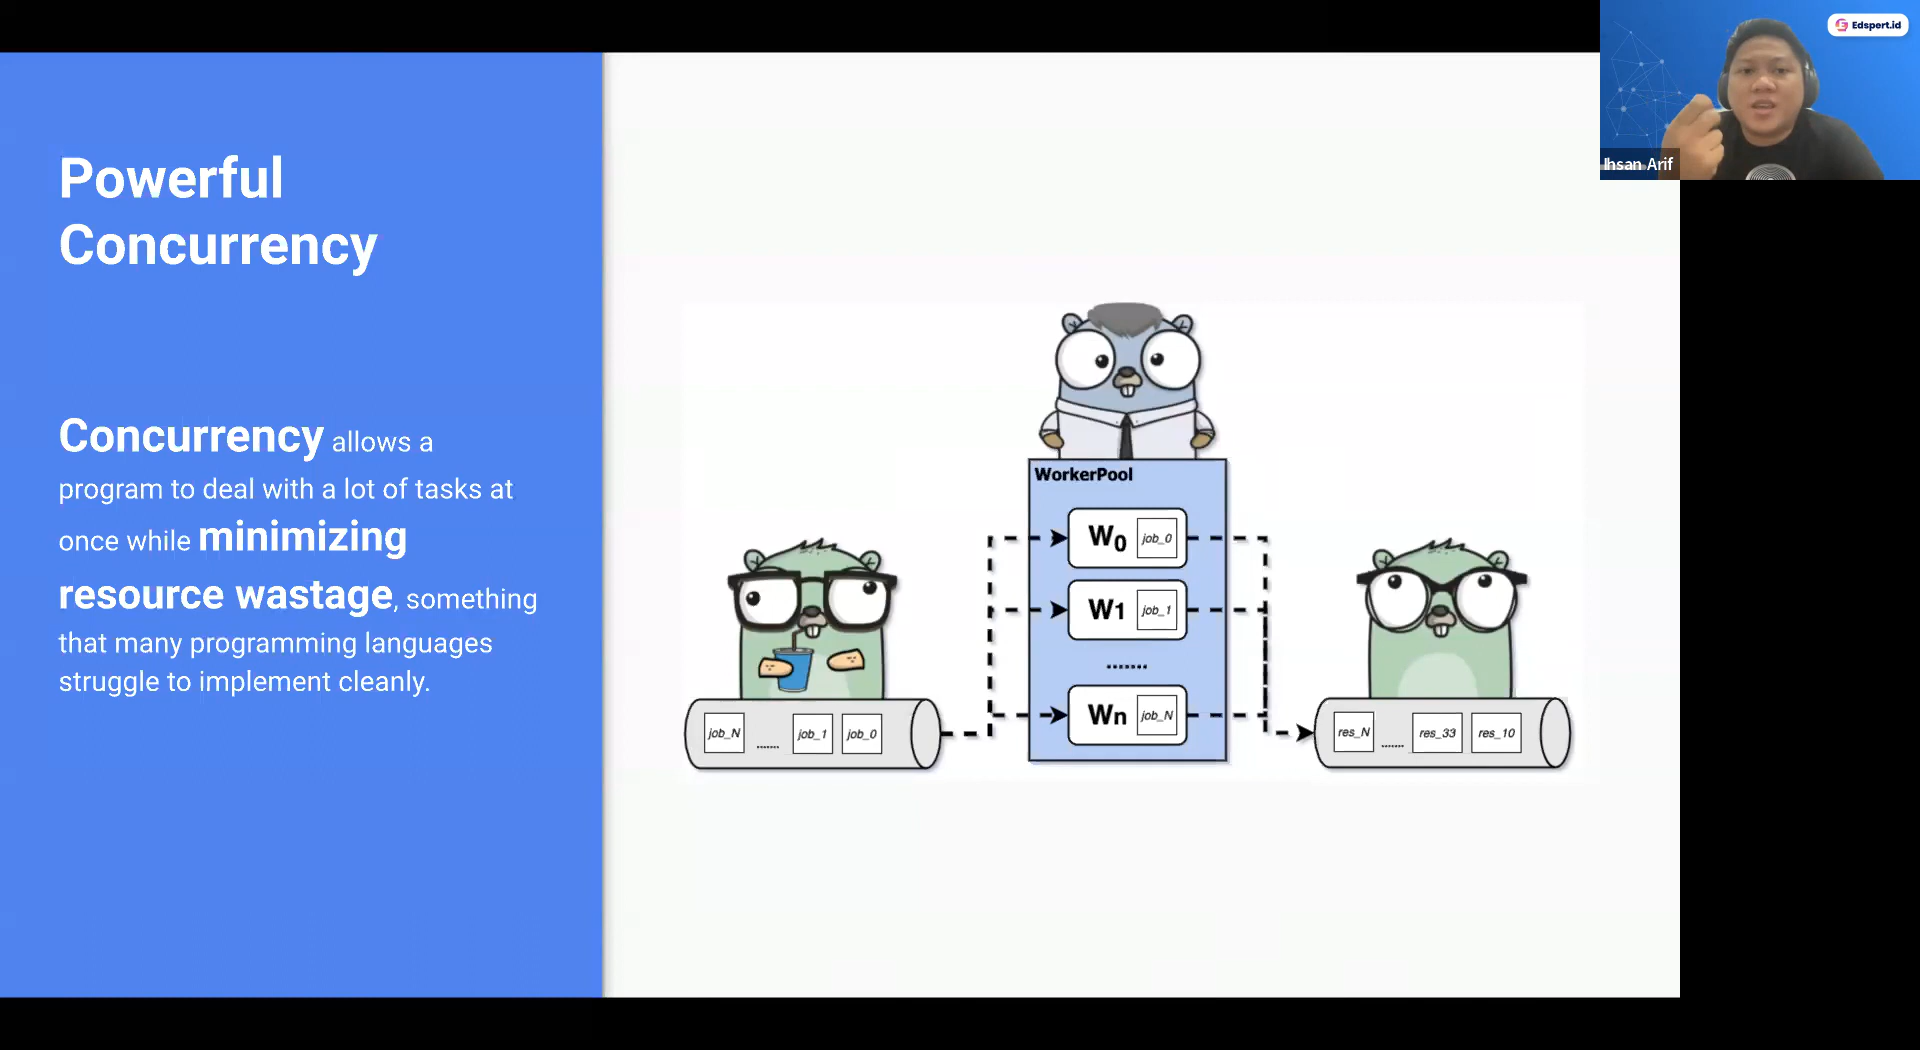 Powerful
Concurrency
Concurrency allows a
program to deal with a lot of tasks at
once while minimizing
resource wastage, something
that many programming languages
struggle to implement cleanly.
WorkerPool
W0 job_0
W1 job_1
.......
Wn job_N
job_N ...... job_1 job_0
res_N ...... res_33 res_10
Edspert.id
Ihsan Arif